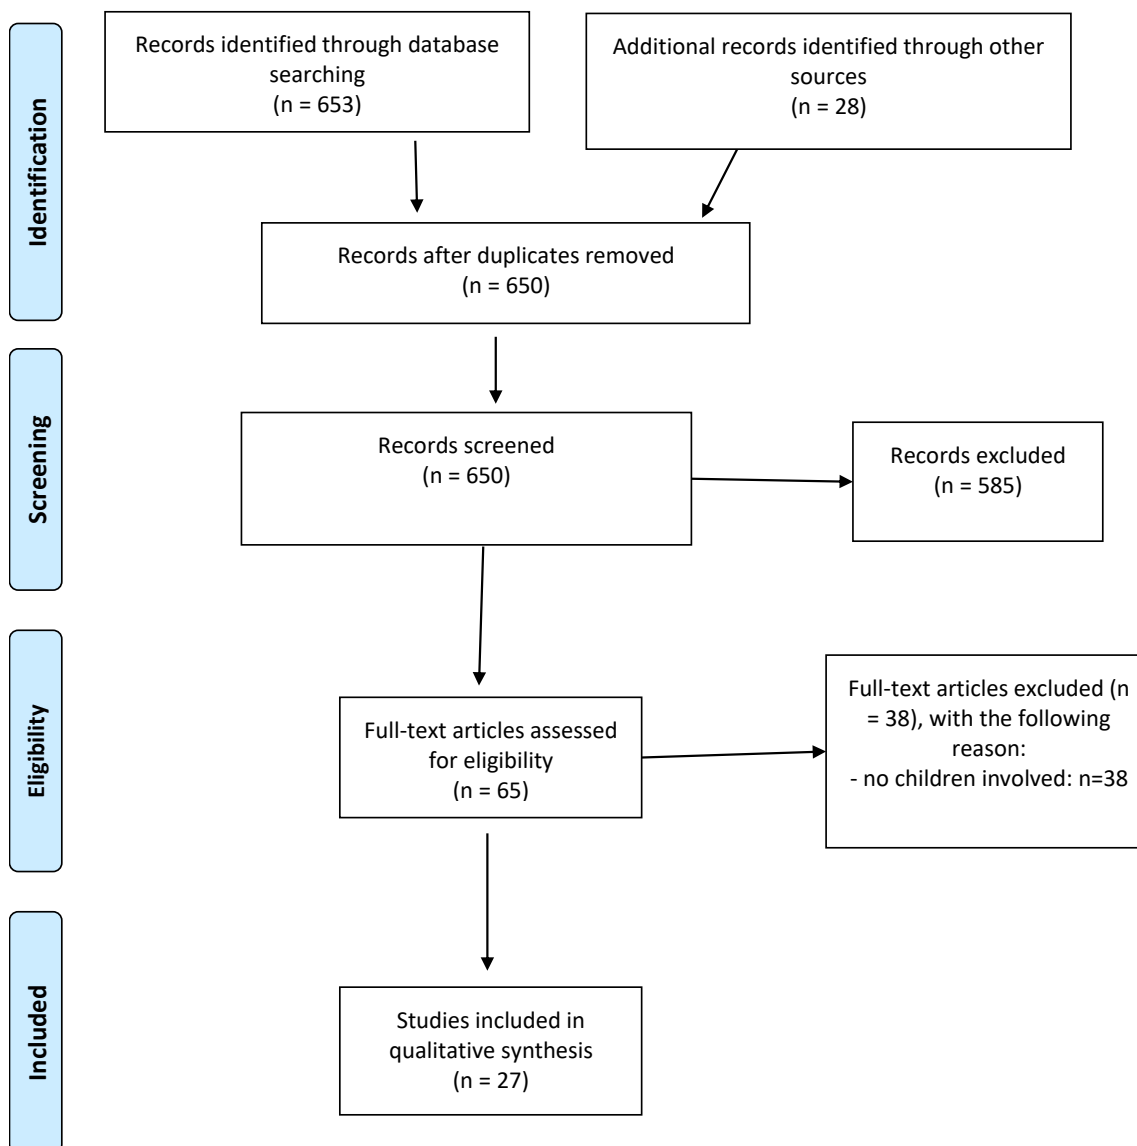 Identification
Records identified through database
searching
(n = 653)
Additional records identified through other
sources
(n = 28)
Records after duplicates removed
(n = 650)
Screening
Records screened
(n = 650)
Records excluded
(n = 585)
Eligibility
Full-text articles assessed
for eligibility
(n = 65)
Full-text articles excluded (n
= 38), with the following
reason:
- no children involved: n=38
Included
Studies included in
qualitative synthesis
(n = 27)